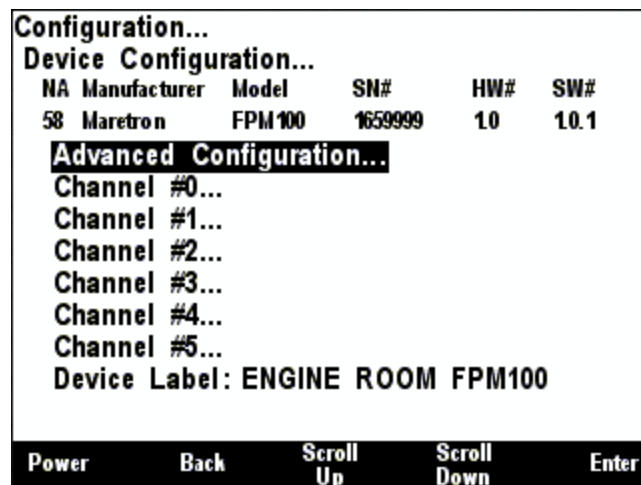 Configuration...
Device Configuration...
NA Manufacturer Model SN# HW# SW#
58 Maretron FPM100 1659999 1.0 1.0.1
Advanced Configuration...
Channel #0...
Channel #1...
Channel #2...
Channel #3...
Channel #4...
Channel #5...
Device Label: ENGINE ROOM FPM100
Power Back Scroll Up Scroll Down Enter